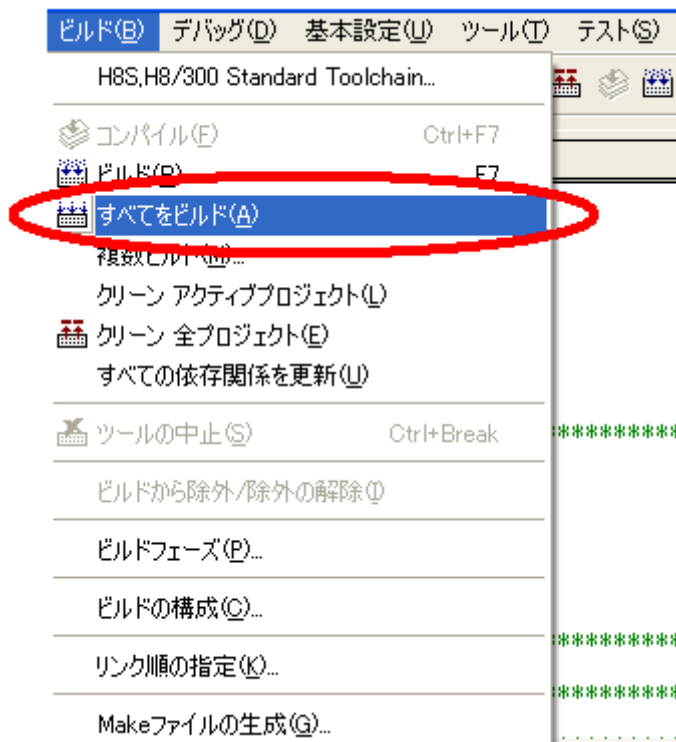 ビルド(B) デバッグ(D) 基本設定(U) ツール(T) テスト(S)
H8S,H8/300 Standard Toolchain...
コンパイル(F) Ctrl+F7
ビルド(B) F7
すべてをビルド(A)
複数ビルド(M)...
クリーン アクティブプロジェクト(L)
クリーン 全プロジェクト(E)
すべての依存関係を更新(U)
ツールの中止(S) Ctrl+Break
ビルドから除外/除外の解除(I)
ビルドフェーズ(P)...
ビルドの構成(C)...
リンク順の指定(K)...
Makeファイルの生成(G)...